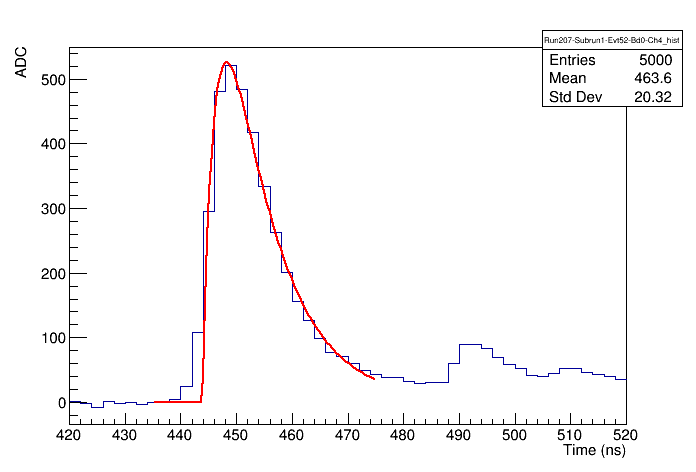 Run207-Subrun1-Evt52-Bd0-Ch4_hist
Entries 5000
Mean 463.6
Std Dev 20.32
ADC
500
400
300
200
100
0
420 430 440 450 460 470 480 490 500 510 520
Time (ns)